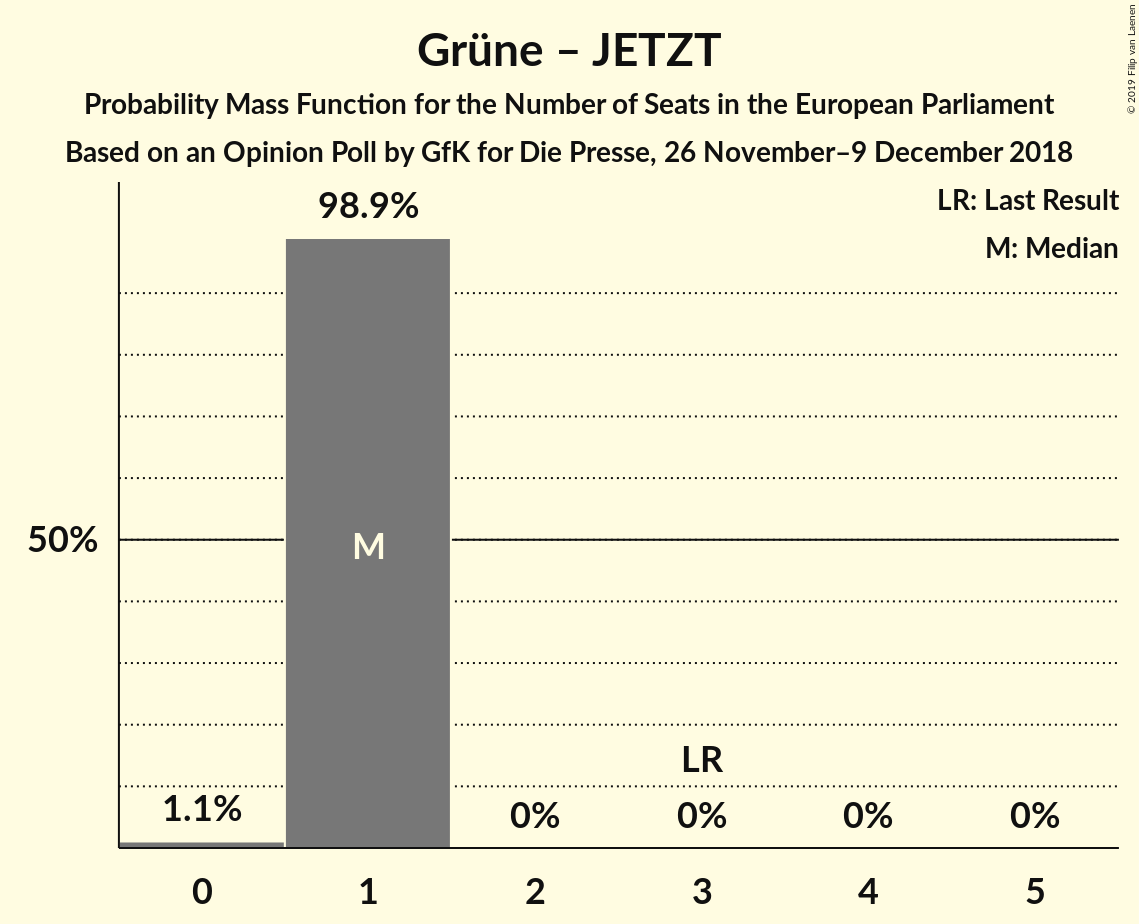 Grüne – JETZT
Probability Mass Function for the Number of Seats in the European Parliament
Based on an Opinion Poll by GfK for Die Presse, 26 November–9 December 2018
© 2019 Filip van Laenen
LR: Last Result
M: Median
98.9%
50%
M
LR
1.1%
0%
0%
0%
0%
0
1
2
3
4
5